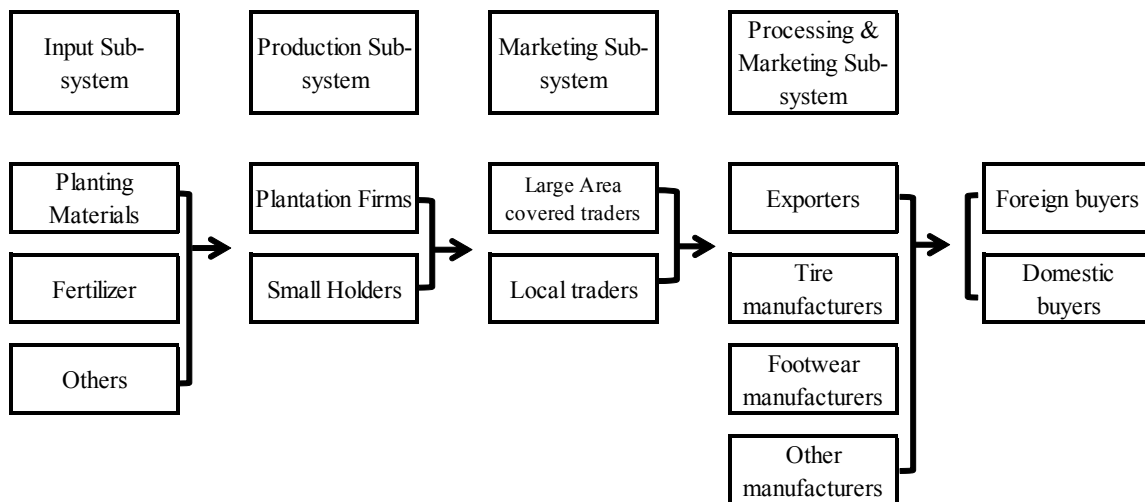 Input Sub-
system
Production Sub-
system
Marketing Sub-
system
Processing &
Marketing Sub-
system
Planting
Materials
Fertilizer
Others
Plantation Firms
Small Holders
Large Area
covered traders
Local traders
Exporters
Tire
manufacturers
Footwear
manufacturers
Other
manufacturers
Foreign buyers
Domestic
buyers